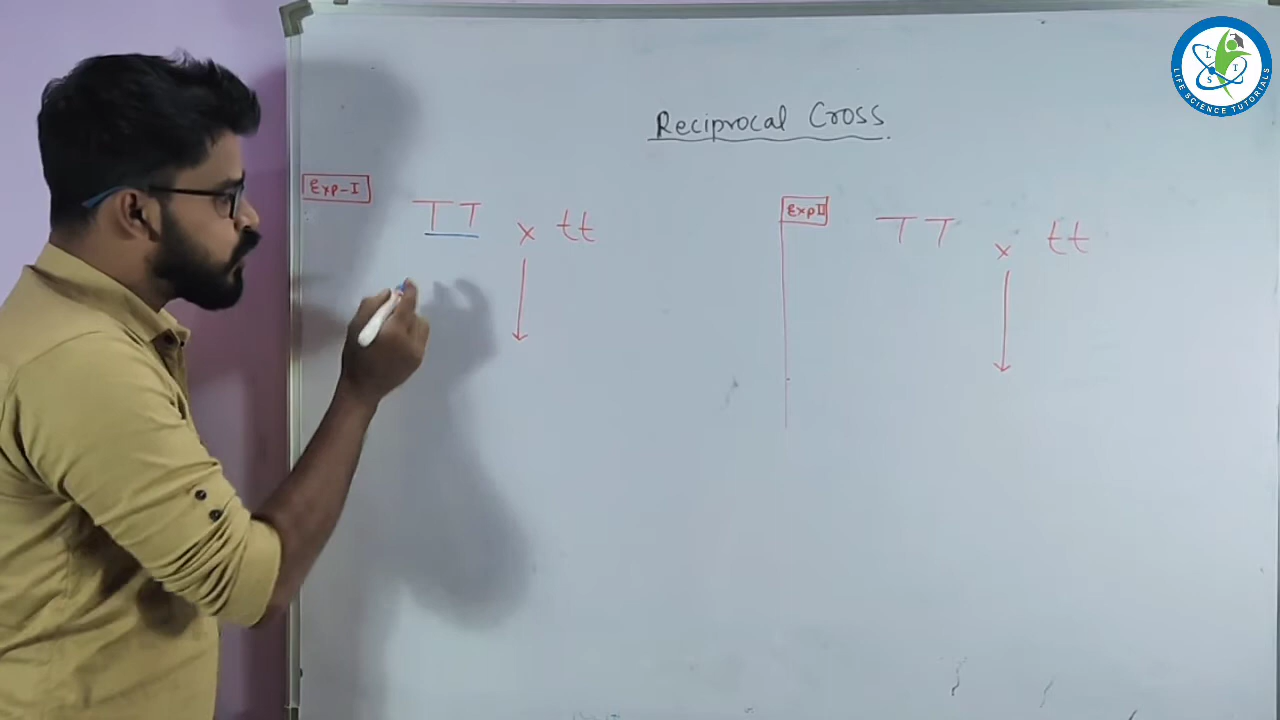 Reciprocal Cross
Exp-I
TT x tt
Exp II
TT x tt
LIFE SCIENCE TUTORIALS
L T S